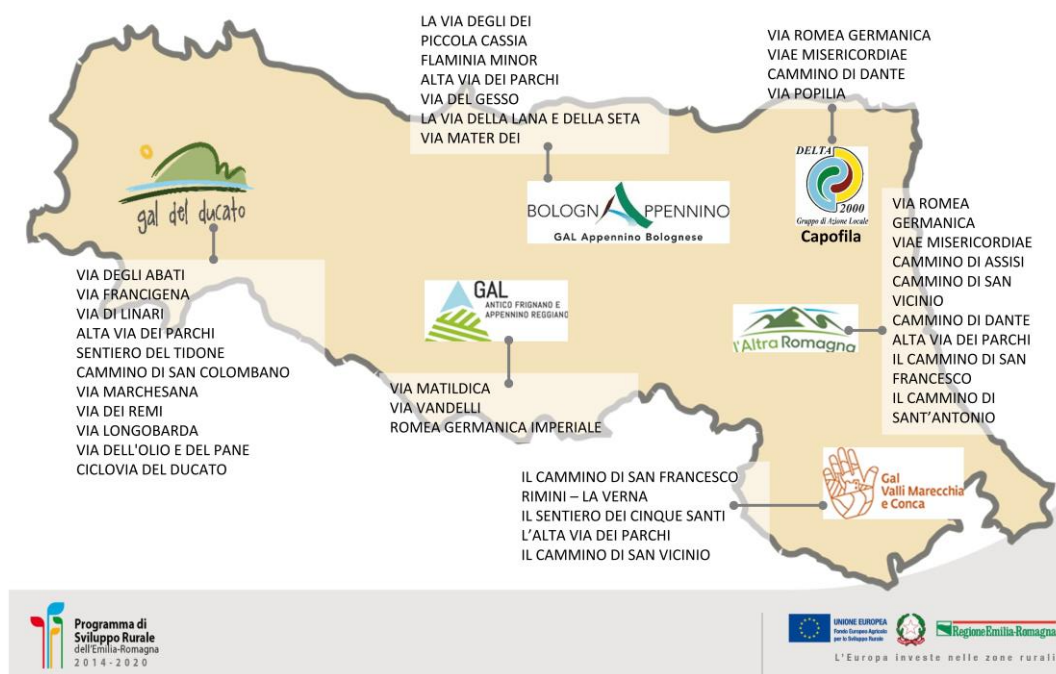 LA VIA DEGLI DEI
PICCOLA CASSIA
FLAMINIA MINOR
ALTA VIA DEI PARCHI
VIA DEL GESSO
LA VIA DELLA LANA E DELLA SETA
VIA MATER DEI
VIA ROMEA GERMANICA
VIAE MISERICORDIAE
CAMMINO DI DANTE
VIA POPILIA
gal del ducato
BOLOGNAPPENNINO
GAL Appennino Bolognese
DELTA
2000
Gruppo di Azione Locale
Capofila
VIA ROMEA
GERMANICA
VIAE MISERICORDIAE
CAMMINO DI ASSISI
CAMMINO DI SAN
VICINIO
CAMMINO DI DANTE
ALTA VIA DEI PARCHI
IL CAMMINO DI SAN
FRANCESCO
IL CAMMINO DI
SANT'ANTONIO
VIA DEGLI ABATI
VIA FRANCIGENA
VIA DI LINARI
ALTA VIA DEI PARCHI
SENTIERO DEL TIDONE
CAMMINO DI SAN COLOMBANO
VIA MARCHESANA
VIA DEI REMI
VIA LONGOBARDA
VIA DELL'OLIO E DEL PANE
CICLOVIA DEL DUCATO
GAL
ANTICO FRIGNANO E
APPENNINO REGGIANO
l'Altra Romagna
VIA MATILDICA
VIA VANDELLI
ROMEA GERMANICA IMPERIALE
IL CAMMINO DI SAN FRANCESCO
RIMINI – LA VERNA
IL SENTIERO DEI CINQUE SANTI
L'ALTA VIA DEI PARCHI
IL CAMMINO DI SAN VICINIO
Gal
Valli Marecchia
e Conca
Programma di
Sviluppo Rurale
dell'Emilia-Romagna
2014-2020
UNIONE EUROPEA
Fondo Europeo Agricolo
per lo Sviluppo Rurale
RegioneEmilia-Romagna
L'Europa investe nelle zone rurali